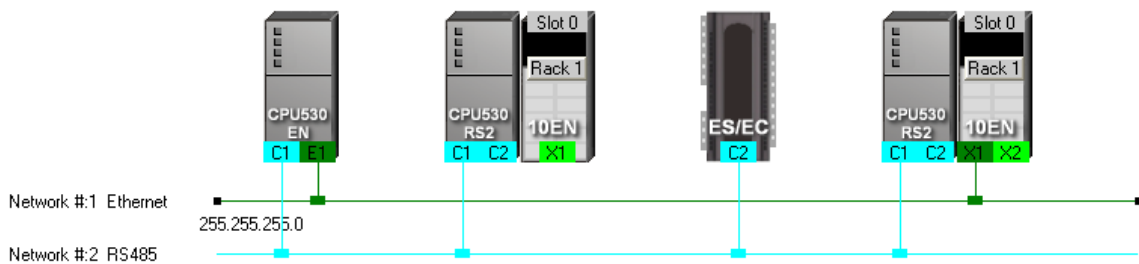 Slot 0
Slot 0
Rack 1
Rack 1
CPU530
EN
CPU530
RS2
10EN
ES/EC
CPU530
RS2
10EN
C1 E1
C1 C2
X1
C2
C1 C2
X1 X2
Network #:1 Ethernet
255.255.255.0
Network #:2 RS485